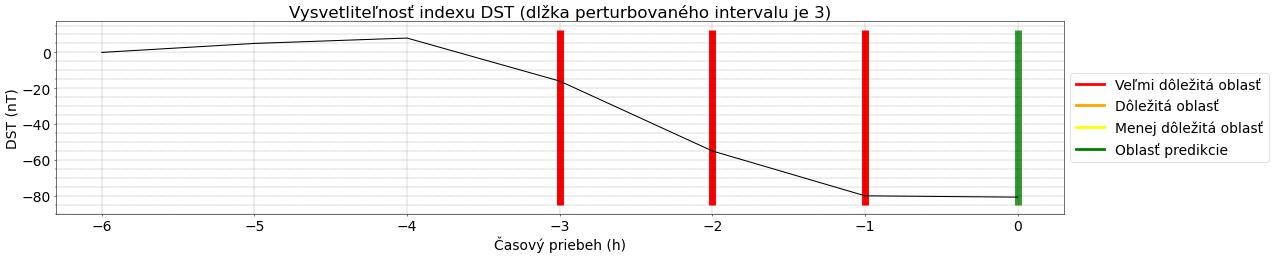 Vysvetliteľnosť indexu DST (dĺžka perturbovaného intervalu je 3)
DST (nT)
0
−20
−40
−60
−80
−6 −5 −4 −3 −2 −1 0
Časový priebeh (h)
Veľmi dôležitá oblasť
Dôležitá oblasť
Menej dôležitá oblasť
Oblasť predikcie